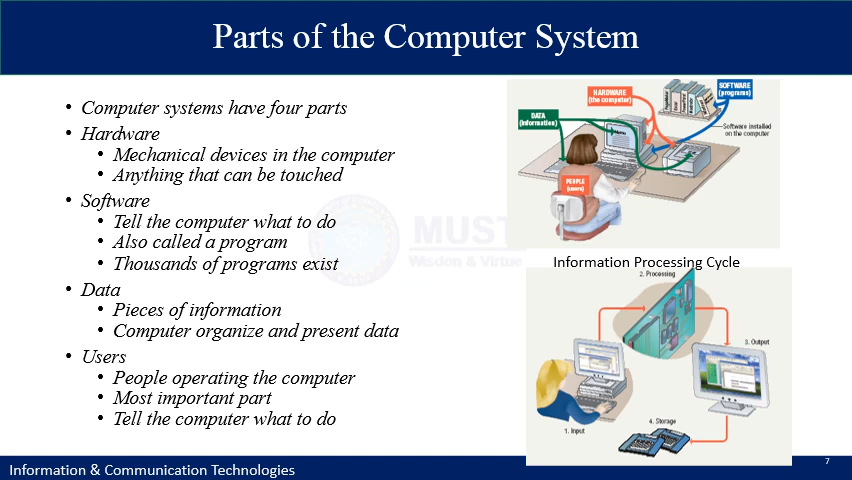 Parts of the Computer System
• Computer systems have four parts
• Hardware
• Mechanical devices in the computer
• Anything that can be touched
• Software
• Tell the computer what to do
• Also called a program
• Thousands of programs exist
• Data
• Pieces of information
• Computer organize and present data
• Users
• People operating the computer
• Most important part
• Tell the computer what to do
MUST
Wisdom & Virtue
HARDWARE
(the computer)
SOFTWARE
(programs)
DATA
(information)
Software installed
on the computer
PEOPLE
(users)
Information Processing Cycle
2. Processing
3. Output
4. Storage
1. Input
Information & Communication Technologies
7